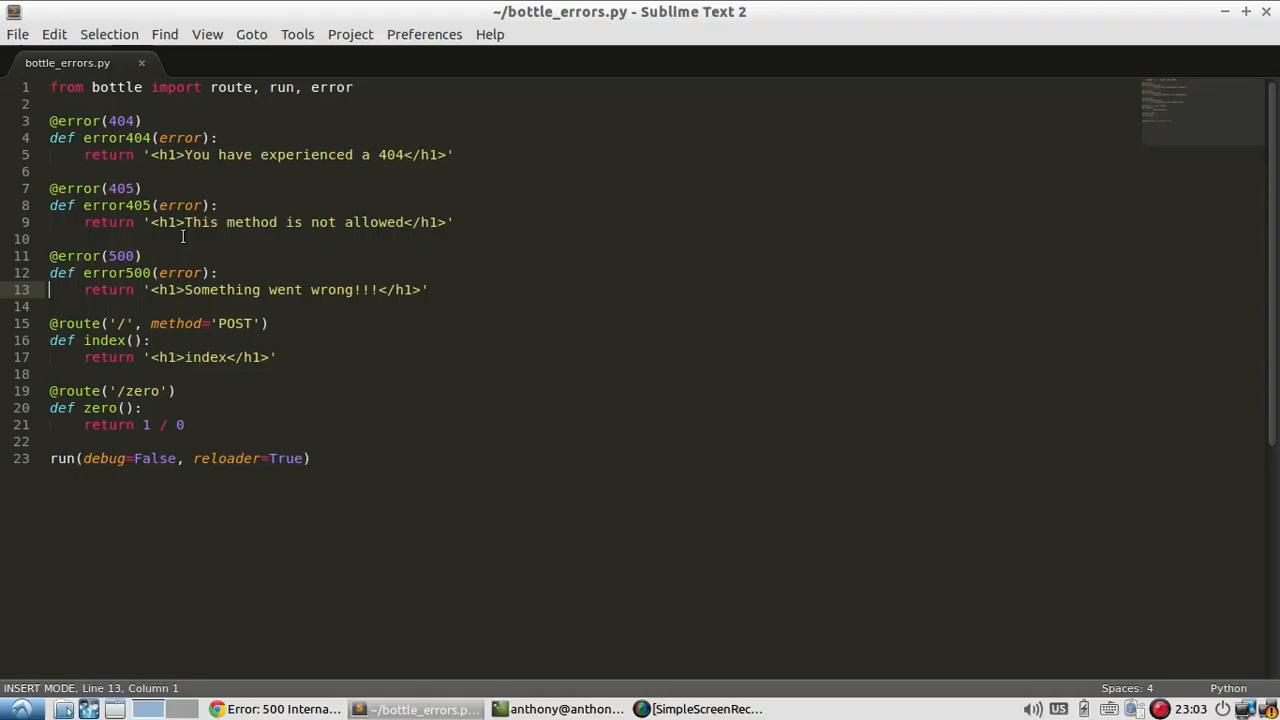 ~/bottle_errors.py - Sublime Text 2
File Edit Selection Find View Goto Tools Project Preferences Help
bottle_errors.py ×
1 from bottle import route, run, error
2
3 @error(404)
4 def error404(error):
5     return '<h1>You have experienced a 404</h1>'
6
7 @error(405)
8 def error405(error):
9     return '<h1>This method is not allowed</h1>'
10
11 @error(500)
12 def error500(error):
13     return '<h1>Something went wrong!!!</h1>'
14
15 @route('/', method='POST')
16 def index():
17     return '<h1>index</h1>'
18
19 @route('/zero')
20 def zero():
21     return 1 / 0
22
23 run(debug=False, reloader=True)
INSERT MODE, Line 13, Column 1 Spaces: 4 Python
Error: 500 Interna... ~/bottle_errors.p... anthony@anthon... [SimpleScreenRec... US 23:03